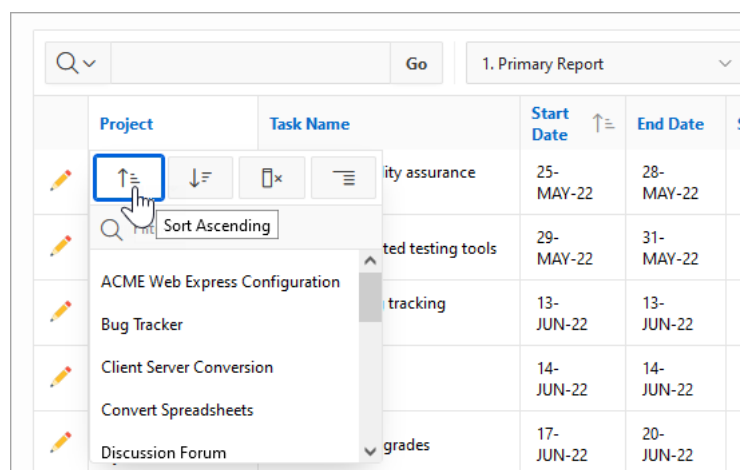 Go
1. Primary Report
Project
Task Name
Start
Date
End Date
ity assurance
25-
MAY-22
28-
MAY-22
Sort Ascending
ted testing tools
29-
MAY-22
31-
MAY-22
ACME Web Express Configuration
tracking
13-
JUN-22
13-
JUN-22
Bug Tracker
Client Server Conversion
14-
JUN-22
14-
JUN-22
Convert Spreadsheets
Discussion Forum
grades
17-
JUN-22
20-
JUN-22